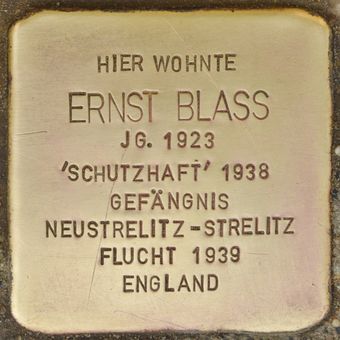 HIER WOHNTE
ERNST BLASS
JG. 1923
'SCHUTZHAFT' 1938
GEFÄNGNIS
NEUSTRELITZ-STRELITZ
FLUCHT 1939
ENGLAND